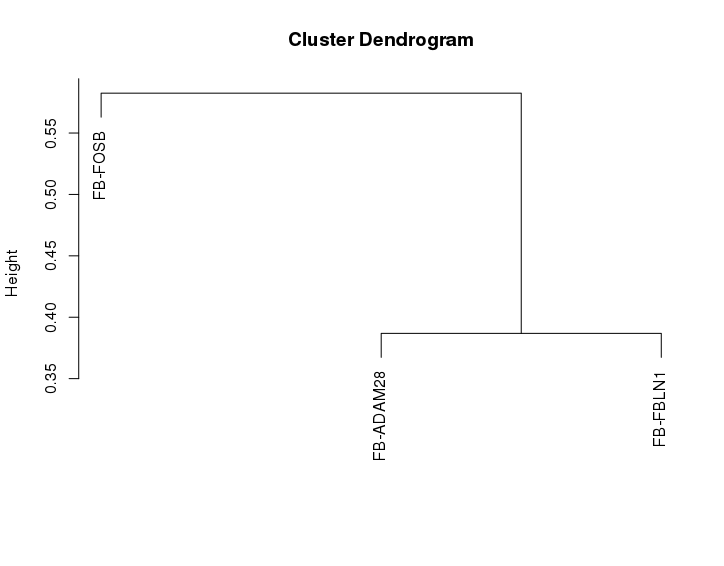 Cluster Dendrogram
Height
0.55
0.50
0.45
0.40
0.35
FB-FOSB
FB-ADAM28
FB-FBLN1